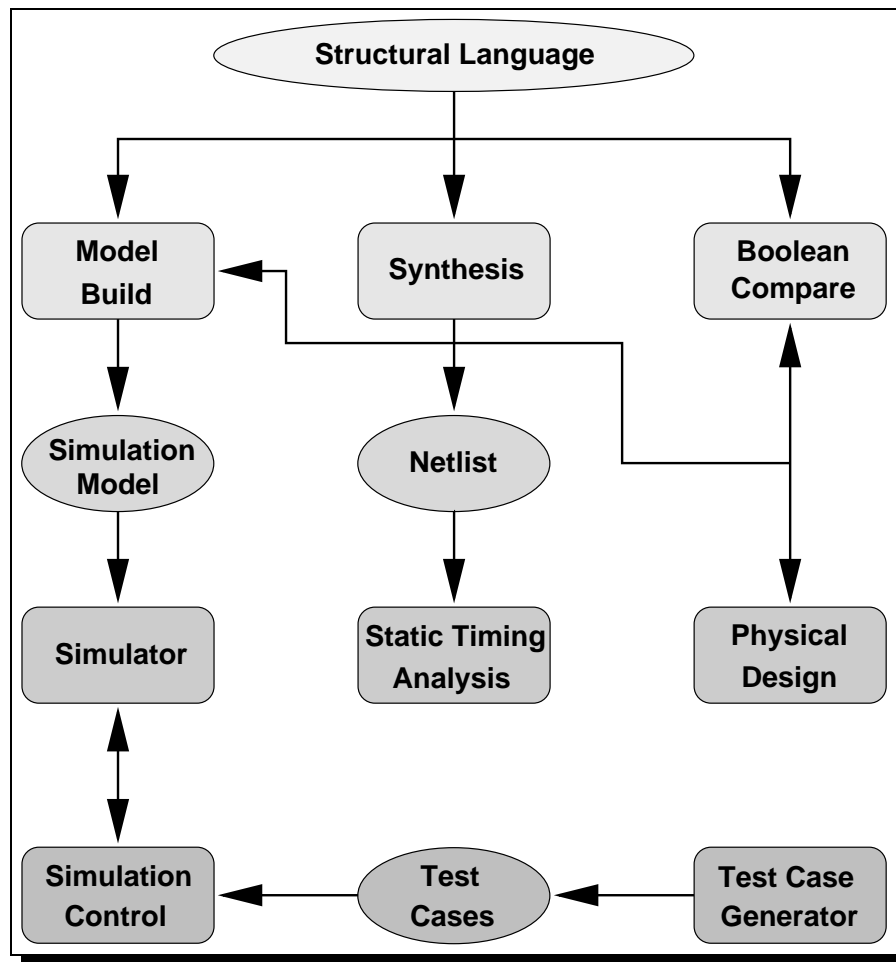 Structural Language
Model
Build
Synthesis
Boolean
Compare
Simulation
Model
Netlist
Simulator
Static Timing
Analysis
Physical
Design
Simulation
Control
Test
Cases
Test Case
Generator